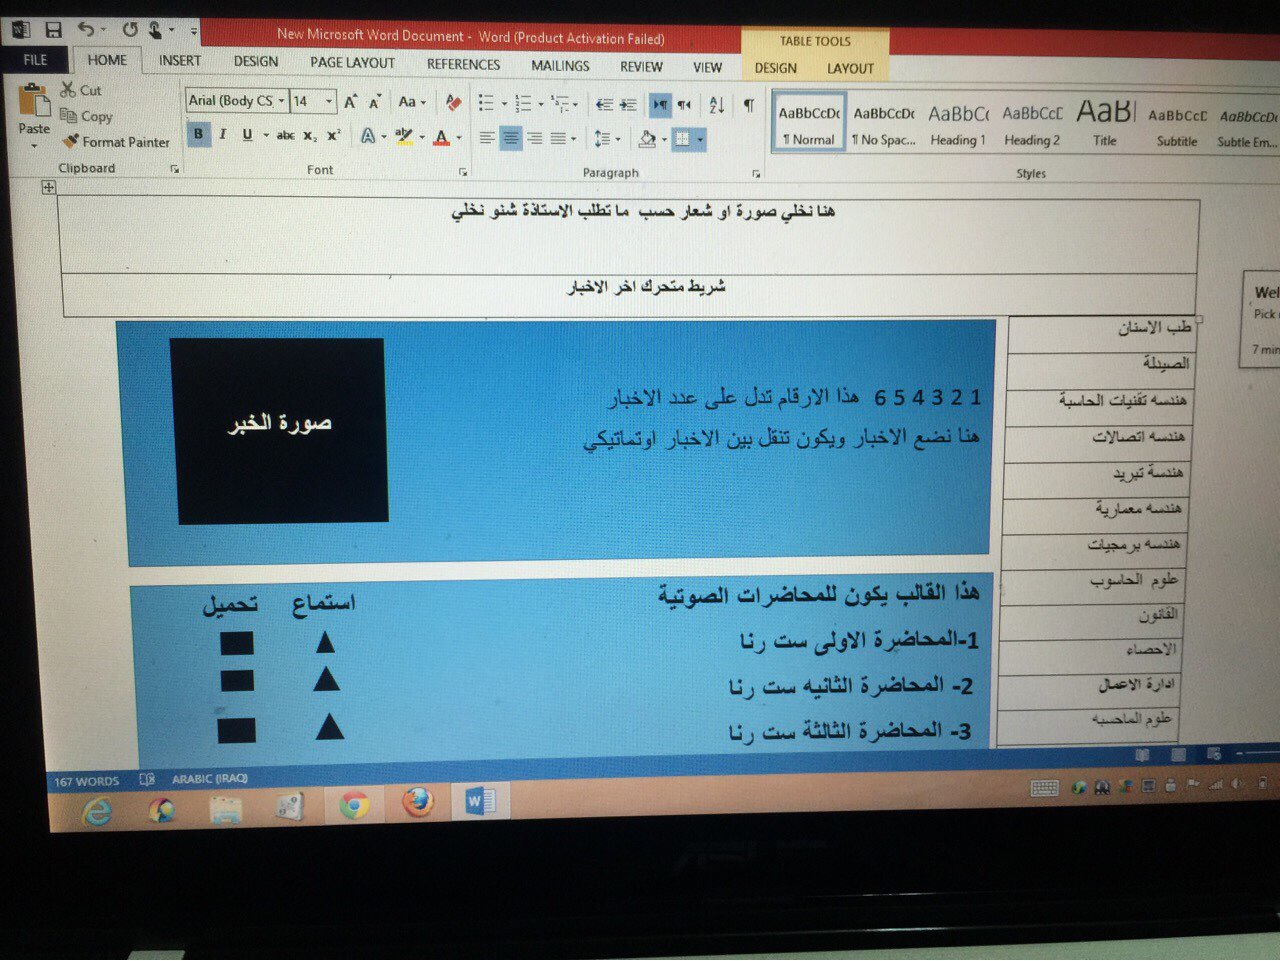 New Microsoft Word Document - Word (Product Activation Failed)
TABLE TOOLS
FILE HOME INSERT DESIGN PAGE LAYOUT REFERENCES MAILINGS REVIEW VIEW DESIGN LAYOUT
Cut
Copy
Format Painter
Paste
Clipboard
Arial (Body CS 14
Aa
B I U abc x₂ x²
Font
Paragraph
AaBbCcDc AaBbCcDc AaBbCc AaBbCcD AaB AaBbCcD AaBbCcDc
¶ Normal ¶ No Spac... Heading 1 Heading 2 Title Subtitle Subtle Em...
Styles
هنا نخلي صورة او شعار حسب ما تطلب الاستاذة شنو نخلي
شريط متحرك اخر الاخبار
Wel
Pick
7 min
طب الاسنان
الصيدلة
هندسه تقنيات الحاسبة
هندسه اتصالات
هندسة تبريد
هندسه معمارية
هندسه برمجيات
علوم الحاسوب
القانون
الاحصاء
ادارة الاعمال
علوم الماحسبه
1 2 3 4 5 6 هذا الارقام تدل على عدد الاخبار
هنا نضع الاخبار ويكون تنقل بين الاخبار اوتماتيكي
صورة الخبر
هذا القالب يكون للمحاضرات الصوتية
استماع تحميل
1-المحاضرة الاولى ست رنا
2- المحاضرة الثانيه ست رنا
3- المحاضرة الثالثة ست رنا
167 WORDS ARABIC (IRAQ)